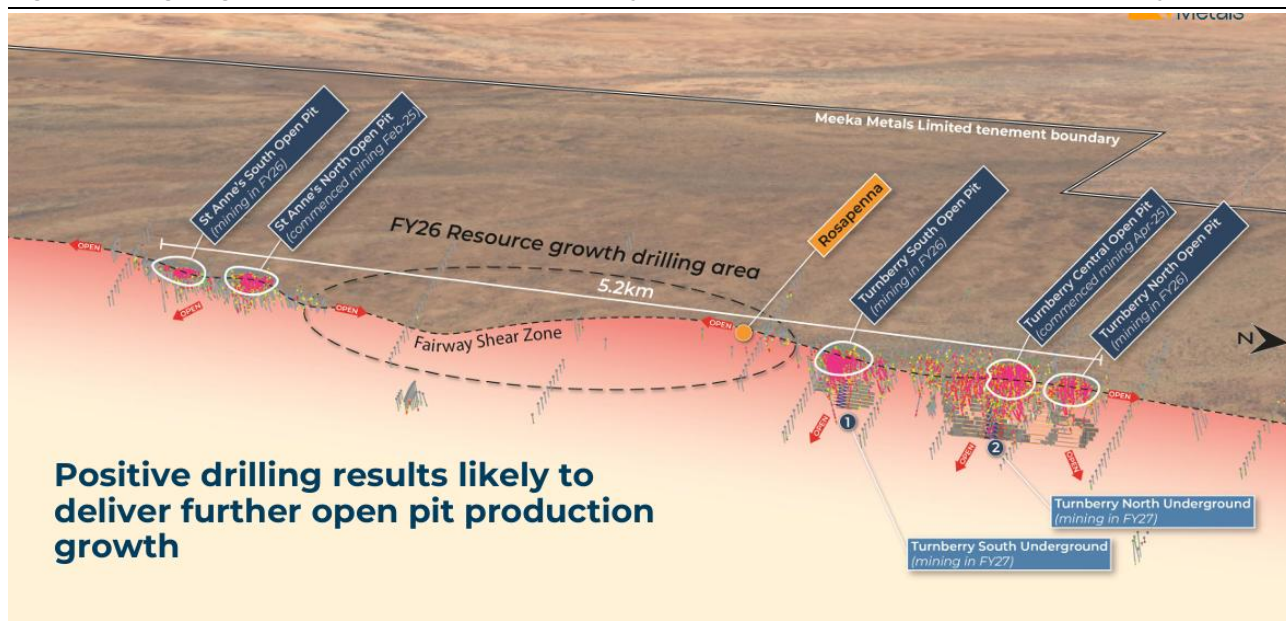 Metals
Meeka Metals Limited tenement boundary
St Anne's South Open Pit
(mining in FY26)
St Anne's North Open Pit
(commenced mining Feb-25)
FY26 Resource growth drilling area
5.2km
Rosapenna
Turnberry South Open Pit
(mining in FY26)
Turnberry Central Open Pit
(commenced mining Apr-25)
Turnberry North Open Pit
(mining in FY26)
N
OPEN
OPEN
OPEN
OPEN
Fairway Shear Zone
OPEN
OPEN
OPEN
OPEN
1
2
Positive drilling results likely to
deliver further open pit production
growth
Turnberry North Underground
(mining in FY27)
Turnberry South Underground
(mining in FY27)